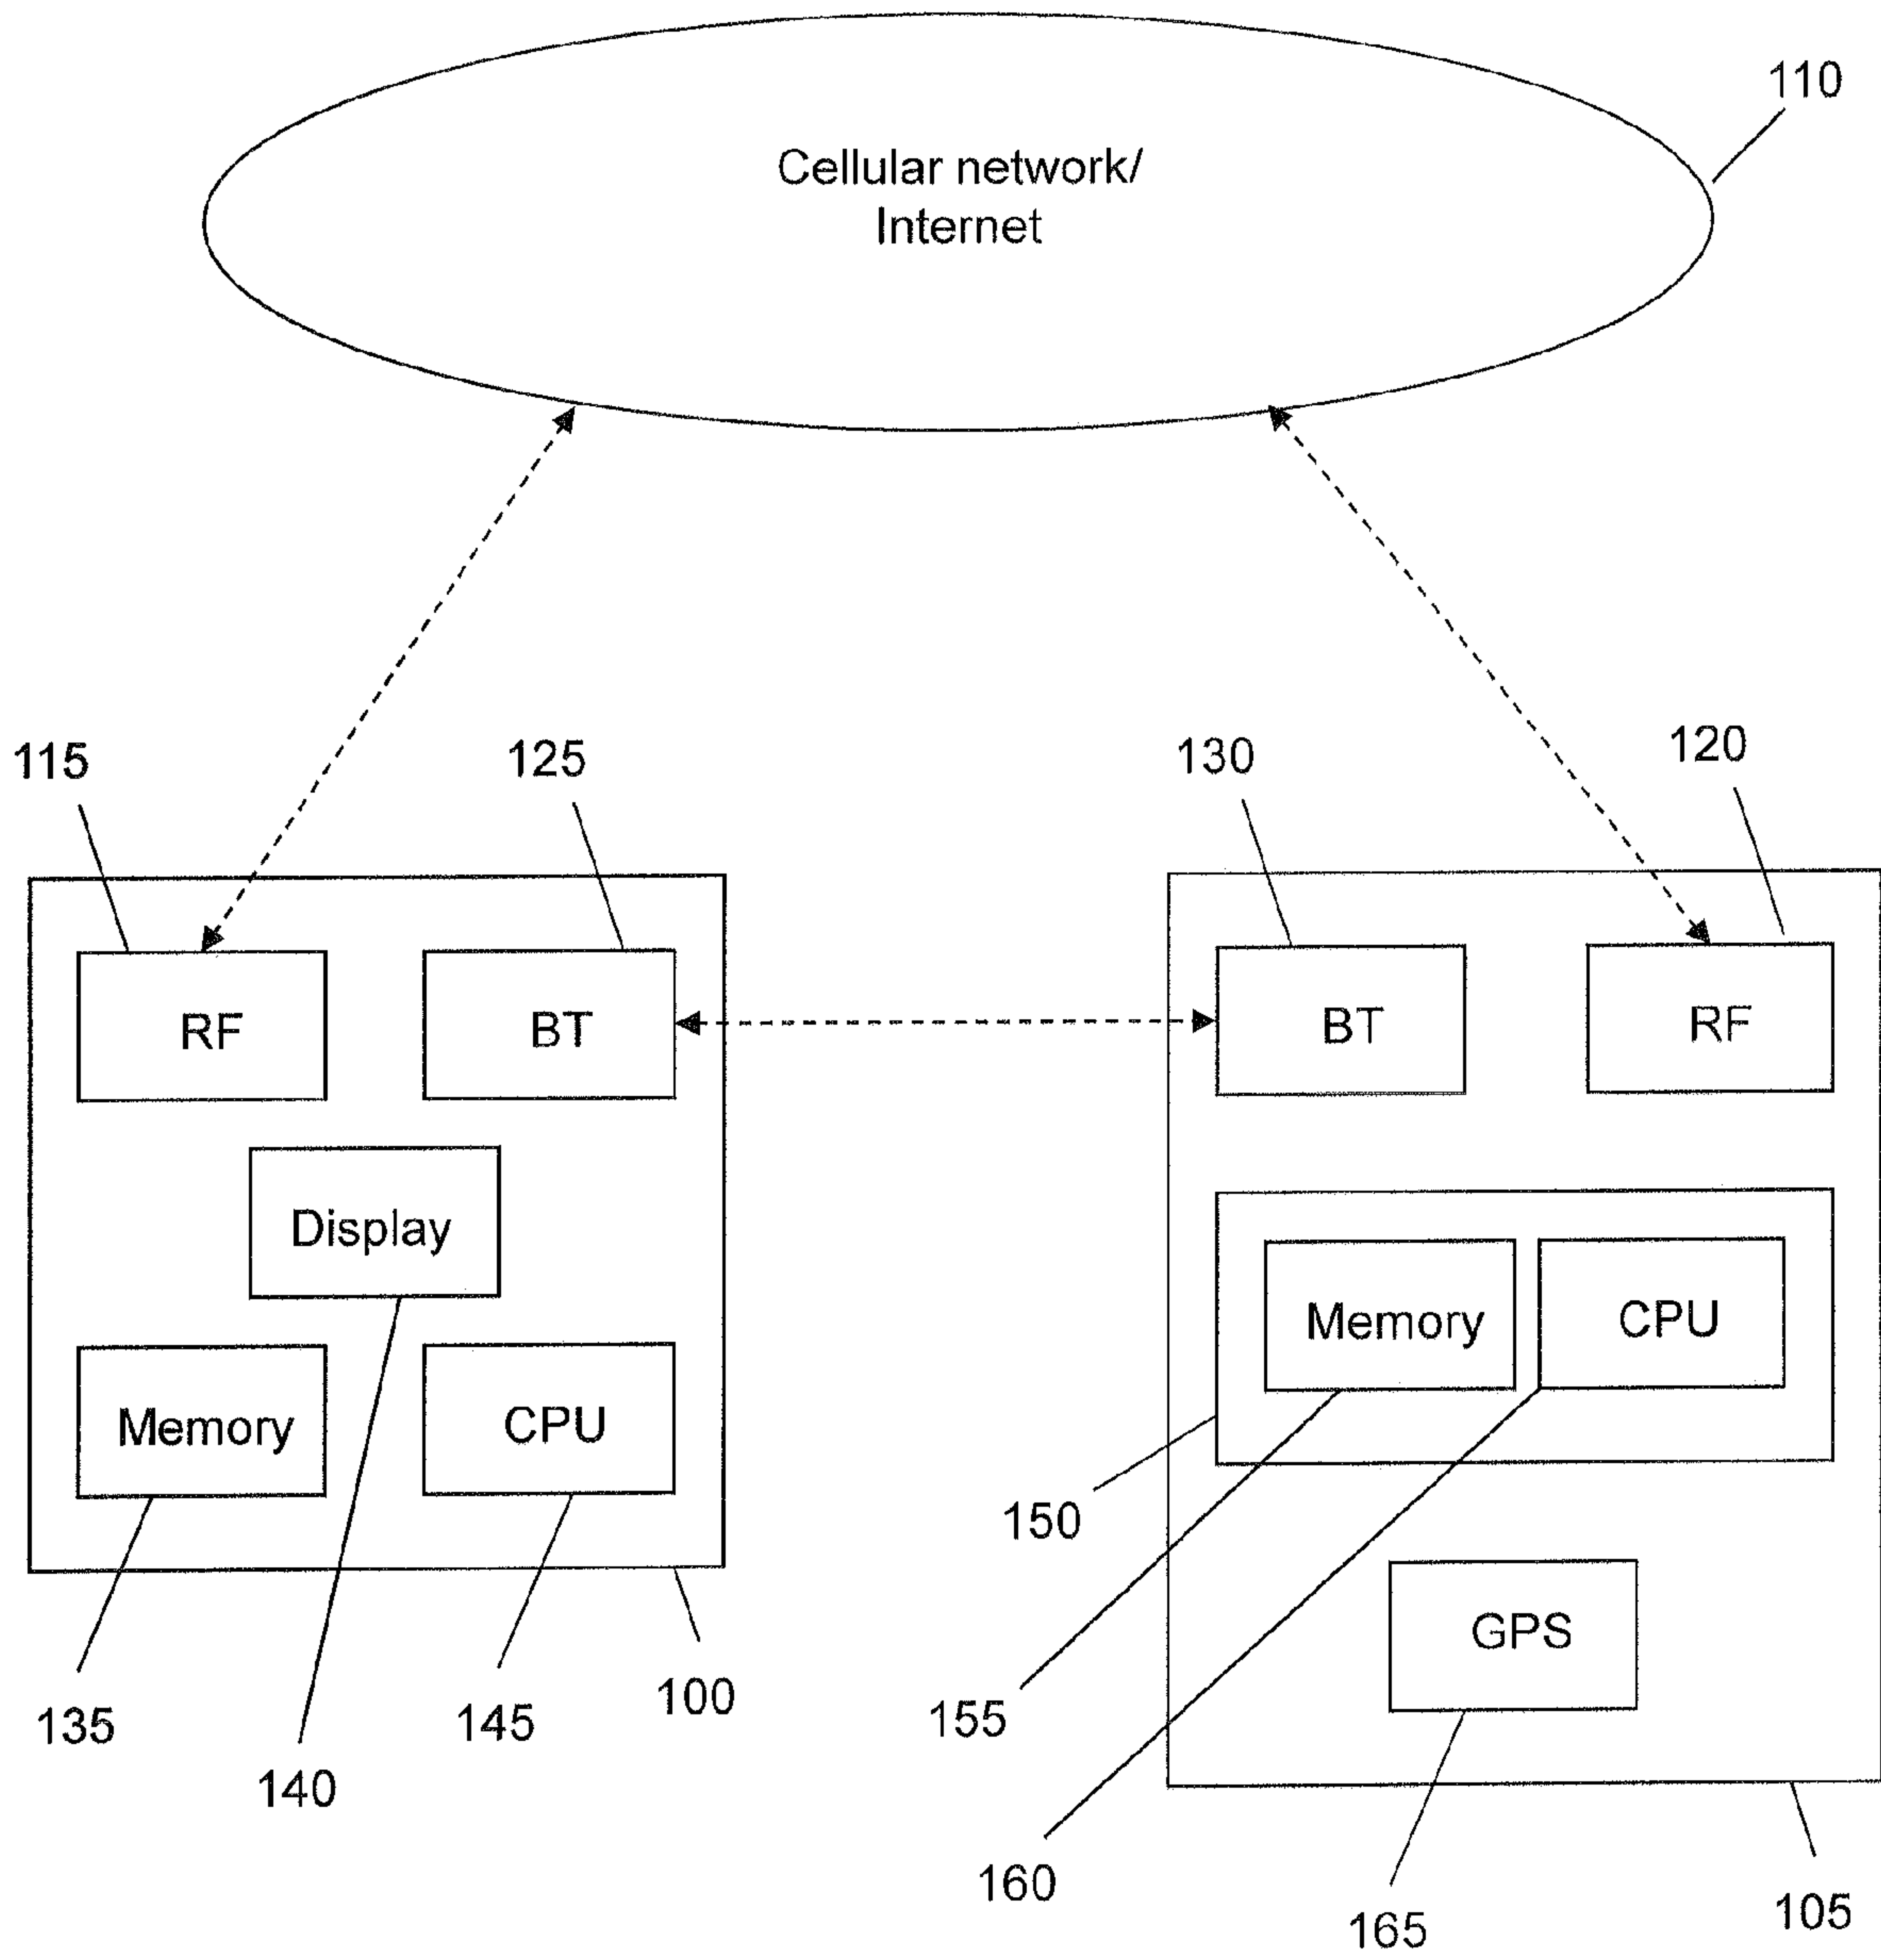 110
Cellular network/
Internet
115
125
130
120
RF
BT
BT
RF
Display
Memory
CPU
Memory
CPU
150
GPS
100
135
145
155
140
160
165
105